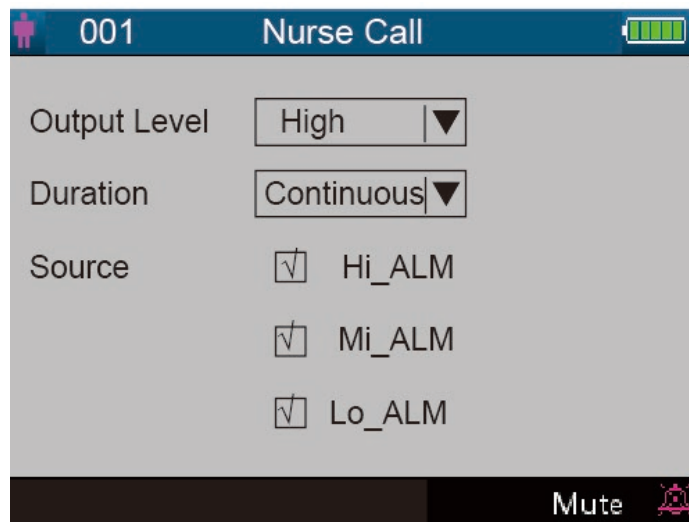 001 Nurse Call
Output Level High
Duration Continuous
Source Hi_ALM
Mi_ALM
Lo_ALM
Mute